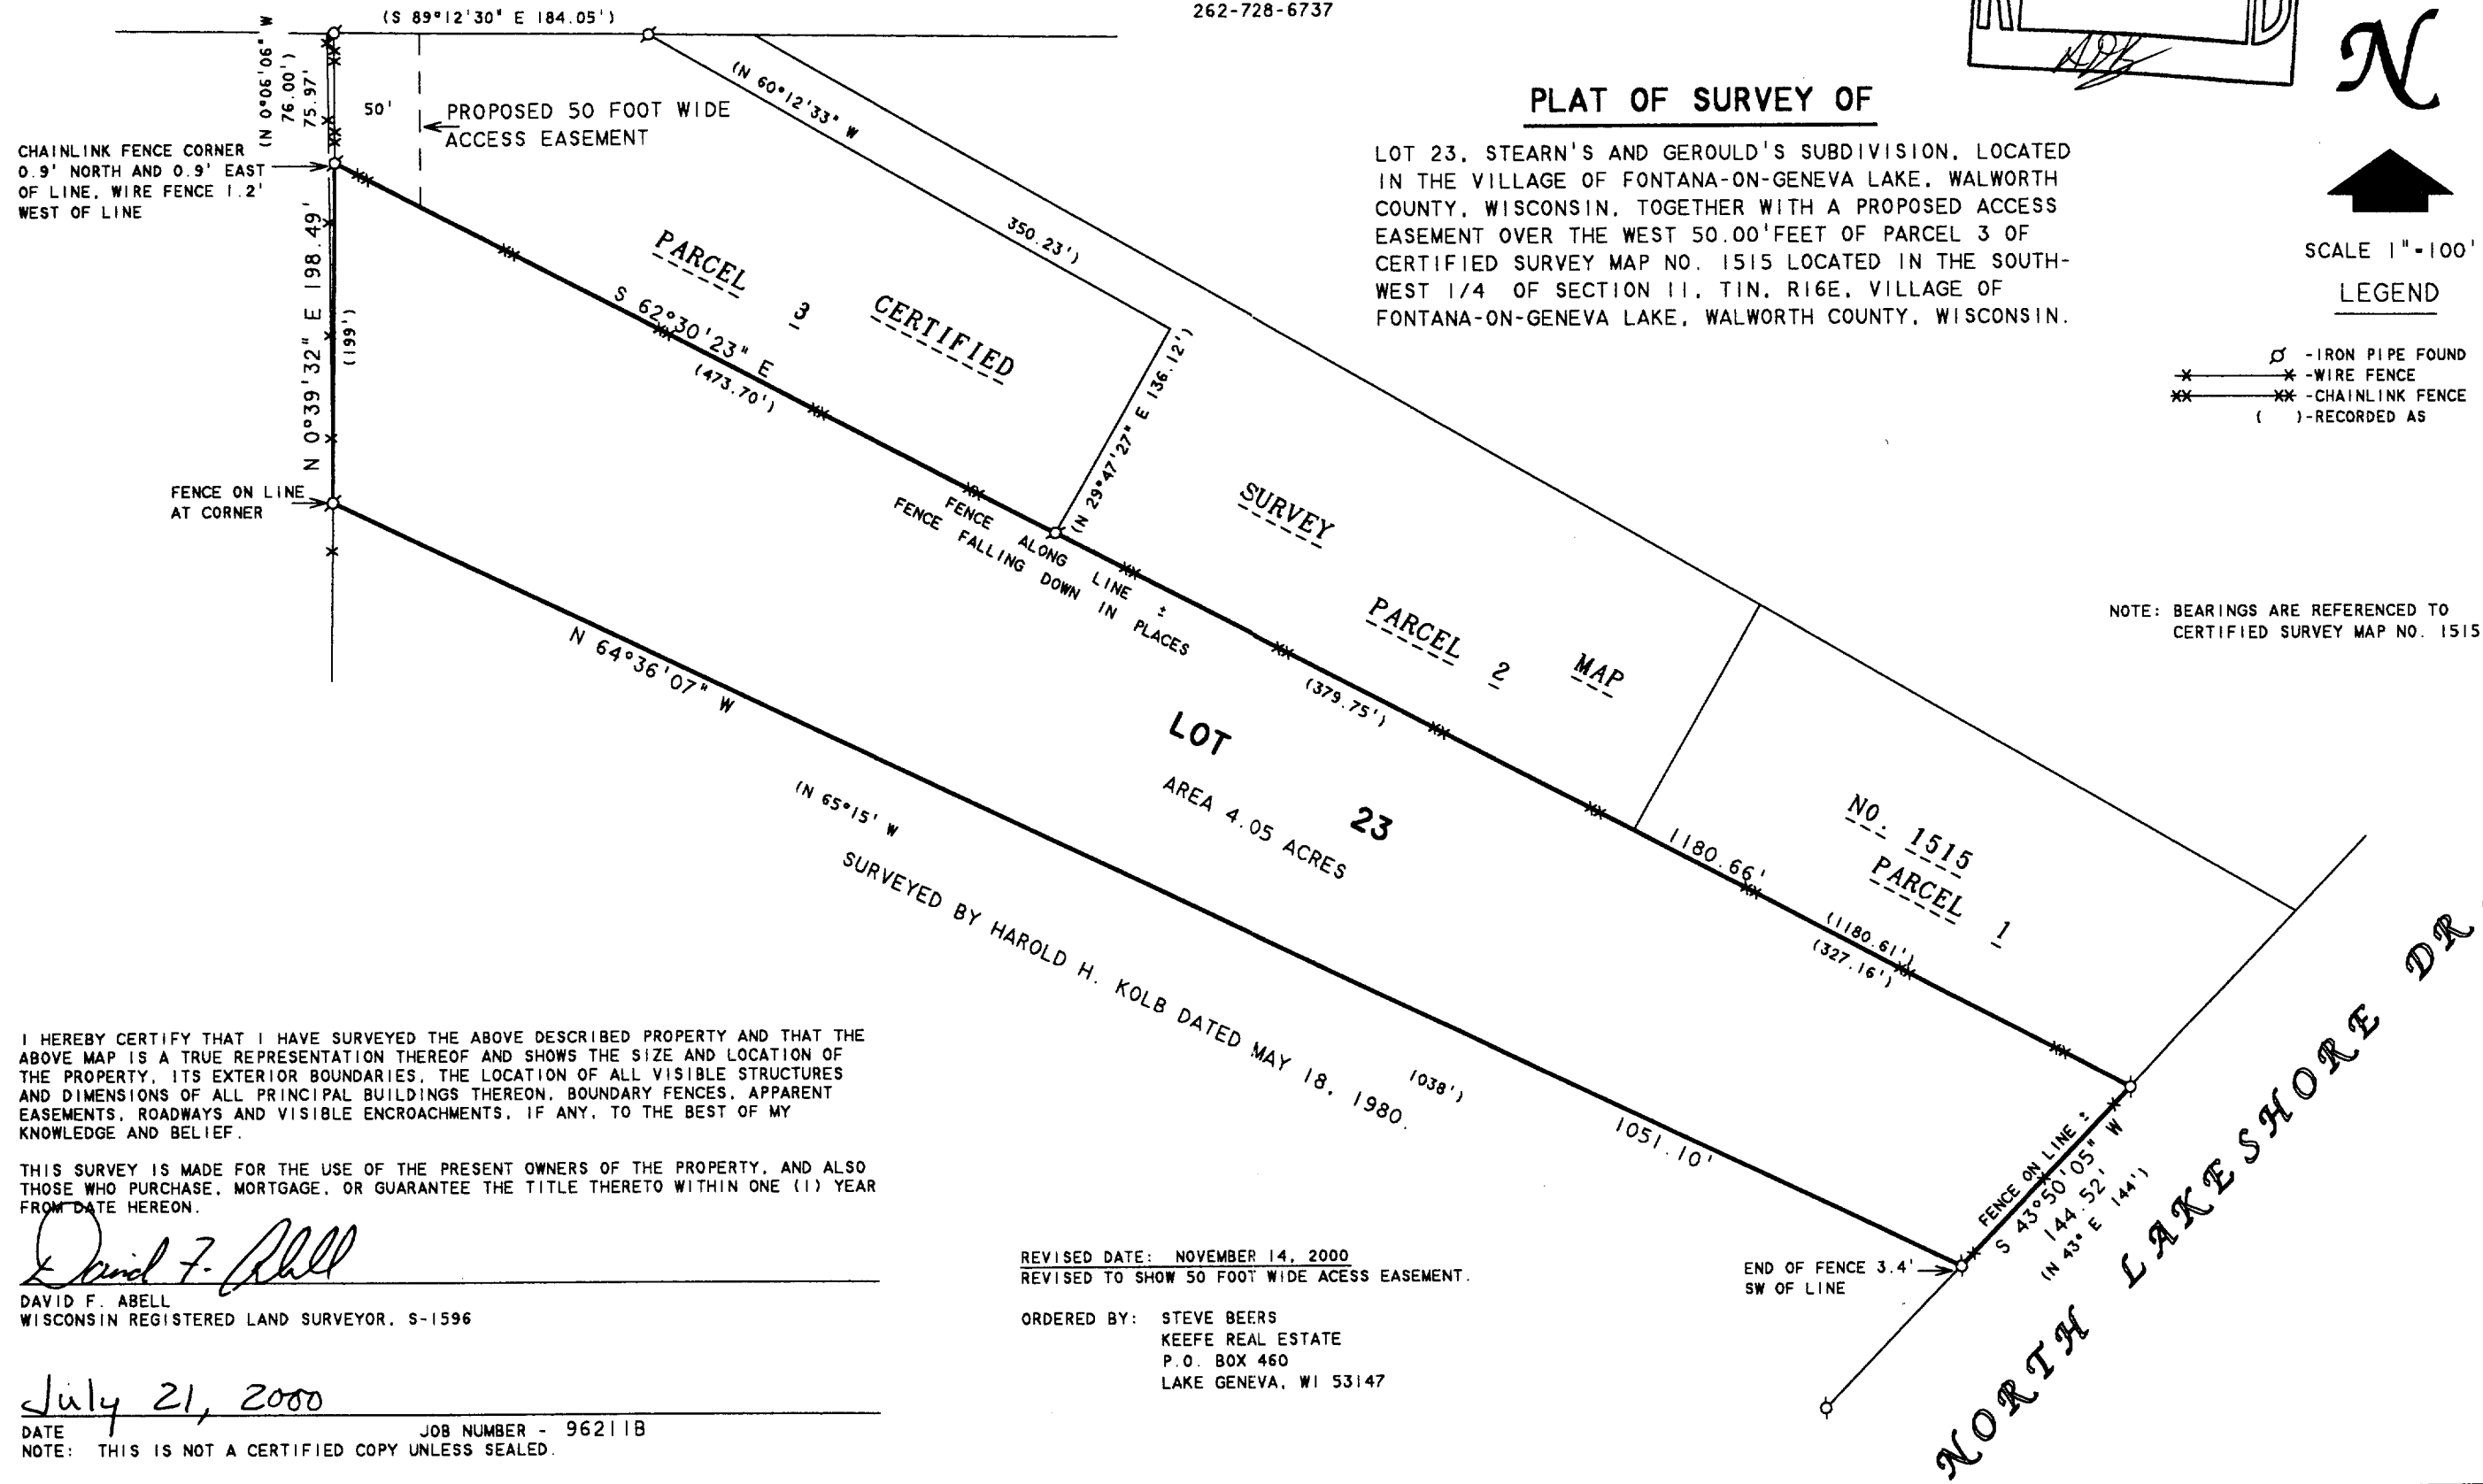 262-728-6737
(S 89°12'30" E 184.05')
(N 0°06'06" W
76.00')
75.97'
50'
PROPOSED 50 FOOT WIDE
ACCESS EASEMENT
(N 60°12'33" W
350.23')
CHAINLINK FENCE CORNER
0.9' NORTH AND 0.9' EAST
OF LINE, WIRE FENCE 1.2'
WEST OF LINE
N 0°39'32" E 198.49'
(199')
FENCE ON LINE
AT CORNER
PARCEL 3 CERTIFIED
S 62°30'23" E
(473.70')
(N 29°47'27" E 136.12')
FENCE ALONG LINE ±
FENCE FALLING DOWN IN PLACES
SURVEY
PARCEL 2 MAP
(379.75')
N 64°36'07" W
(N 65°15' W
1038')
SURVEYED BY HAROLD H. KOLB DATED MAY 18, 1980.
LOT 23
AREA 4.05 ACRES
1180.66'
(1180.61')
(327.16')
NO. 1515
PARCEL 1
1051.10'
FENCE ON LINE ±
S 43°50'05" W
144.52'
(N 43° E 144')
END OF FENCE 3.4'
SW OF LINE
NORTH LAKESHORE DR
PLAT OF SURVEY OF
LOT 23, STEARN'S AND GEROULD'S SUBDIVISION, LOCATED
IN THE VILLAGE OF FONTANA-ON-GENEVA LAKE, WALWORTH
COUNTY, WISCONSIN, TOGETHER WITH A PROPOSED ACCESS
EASEMENT OVER THE WEST 50.00'FEET OF PARCEL 3 OF
CERTIFIED SURVEY MAP NO. 1515 LOCATED IN THE SOUTH-
WEST 1/4 OF SECTION 11, T1N, R16E, VILLAGE OF
FONTANA-ON-GENEVA LAKE, WALWORTH COUNTY, WISCONSIN.
N
SCALE 1"=100'
LEGEND
-IRON PIPE FOUND
-WIRE FENCE
-CHAINLINK FENCE
( )-RECORDED AS
NOTE: BEARINGS ARE REFERENCED TO
CERTIFIED SURVEY MAP NO. 1515
I HEREBY CERTIFY THAT I HAVE SURVEYED THE ABOVE DESCRIBED PROPERTY AND THAT THE
ABOVE MAP IS A TRUE REPRESENTATION THEREOF AND SHOWS THE SIZE AND LOCATION OF
THE PROPERTY, ITS EXTERIOR BOUNDARIES, THE LOCATION OF ALL VISIBLE STRUCTURES
AND DIMENSIONS OF ALL PRINCIPAL BUILDINGS THEREON, BOUNDARY FENCES, APPARENT
EASEMENTS, ROADWAYS AND VISIBLE ENCROACHMENTS, IF ANY, TO THE BEST OF MY
KNOWLEDGE AND BELIEF.
THIS SURVEY IS MADE FOR THE USE OF THE PRESENT OWNERS OF THE PROPERTY, AND ALSO
THOSE WHO PURCHASE, MORTGAGE, OR GUARANTEE THE TITLE THERETO WITHIN ONE (1) YEAR
FROM DATE HEREON.
David F. Abell
DAVID F. ABELL
WISCONSIN REGISTERED LAND SURVEYOR, S-1596
July 21, 2000
DATE JOB NUMBER - 96211B
NOTE: THIS IS NOT A CERTIFIED COPY UNLESS SEALED.
REVISED DATE: NOVEMBER 14, 2000
REVISED TO SHOW 50 FOOT WIDE ACESS EASEMENT.
ORDERED BY: STEVE BEERS
KEEFE REAL ESTATE
P.O. BOX 460
LAKE GENEVA, WI 53147